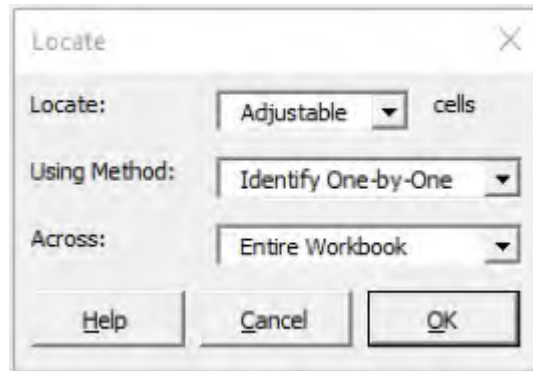 Locate
Locate: Adjustable cells
Using Method: Identify One-by-One
Across: Entire Workbook
Help Cancel OK